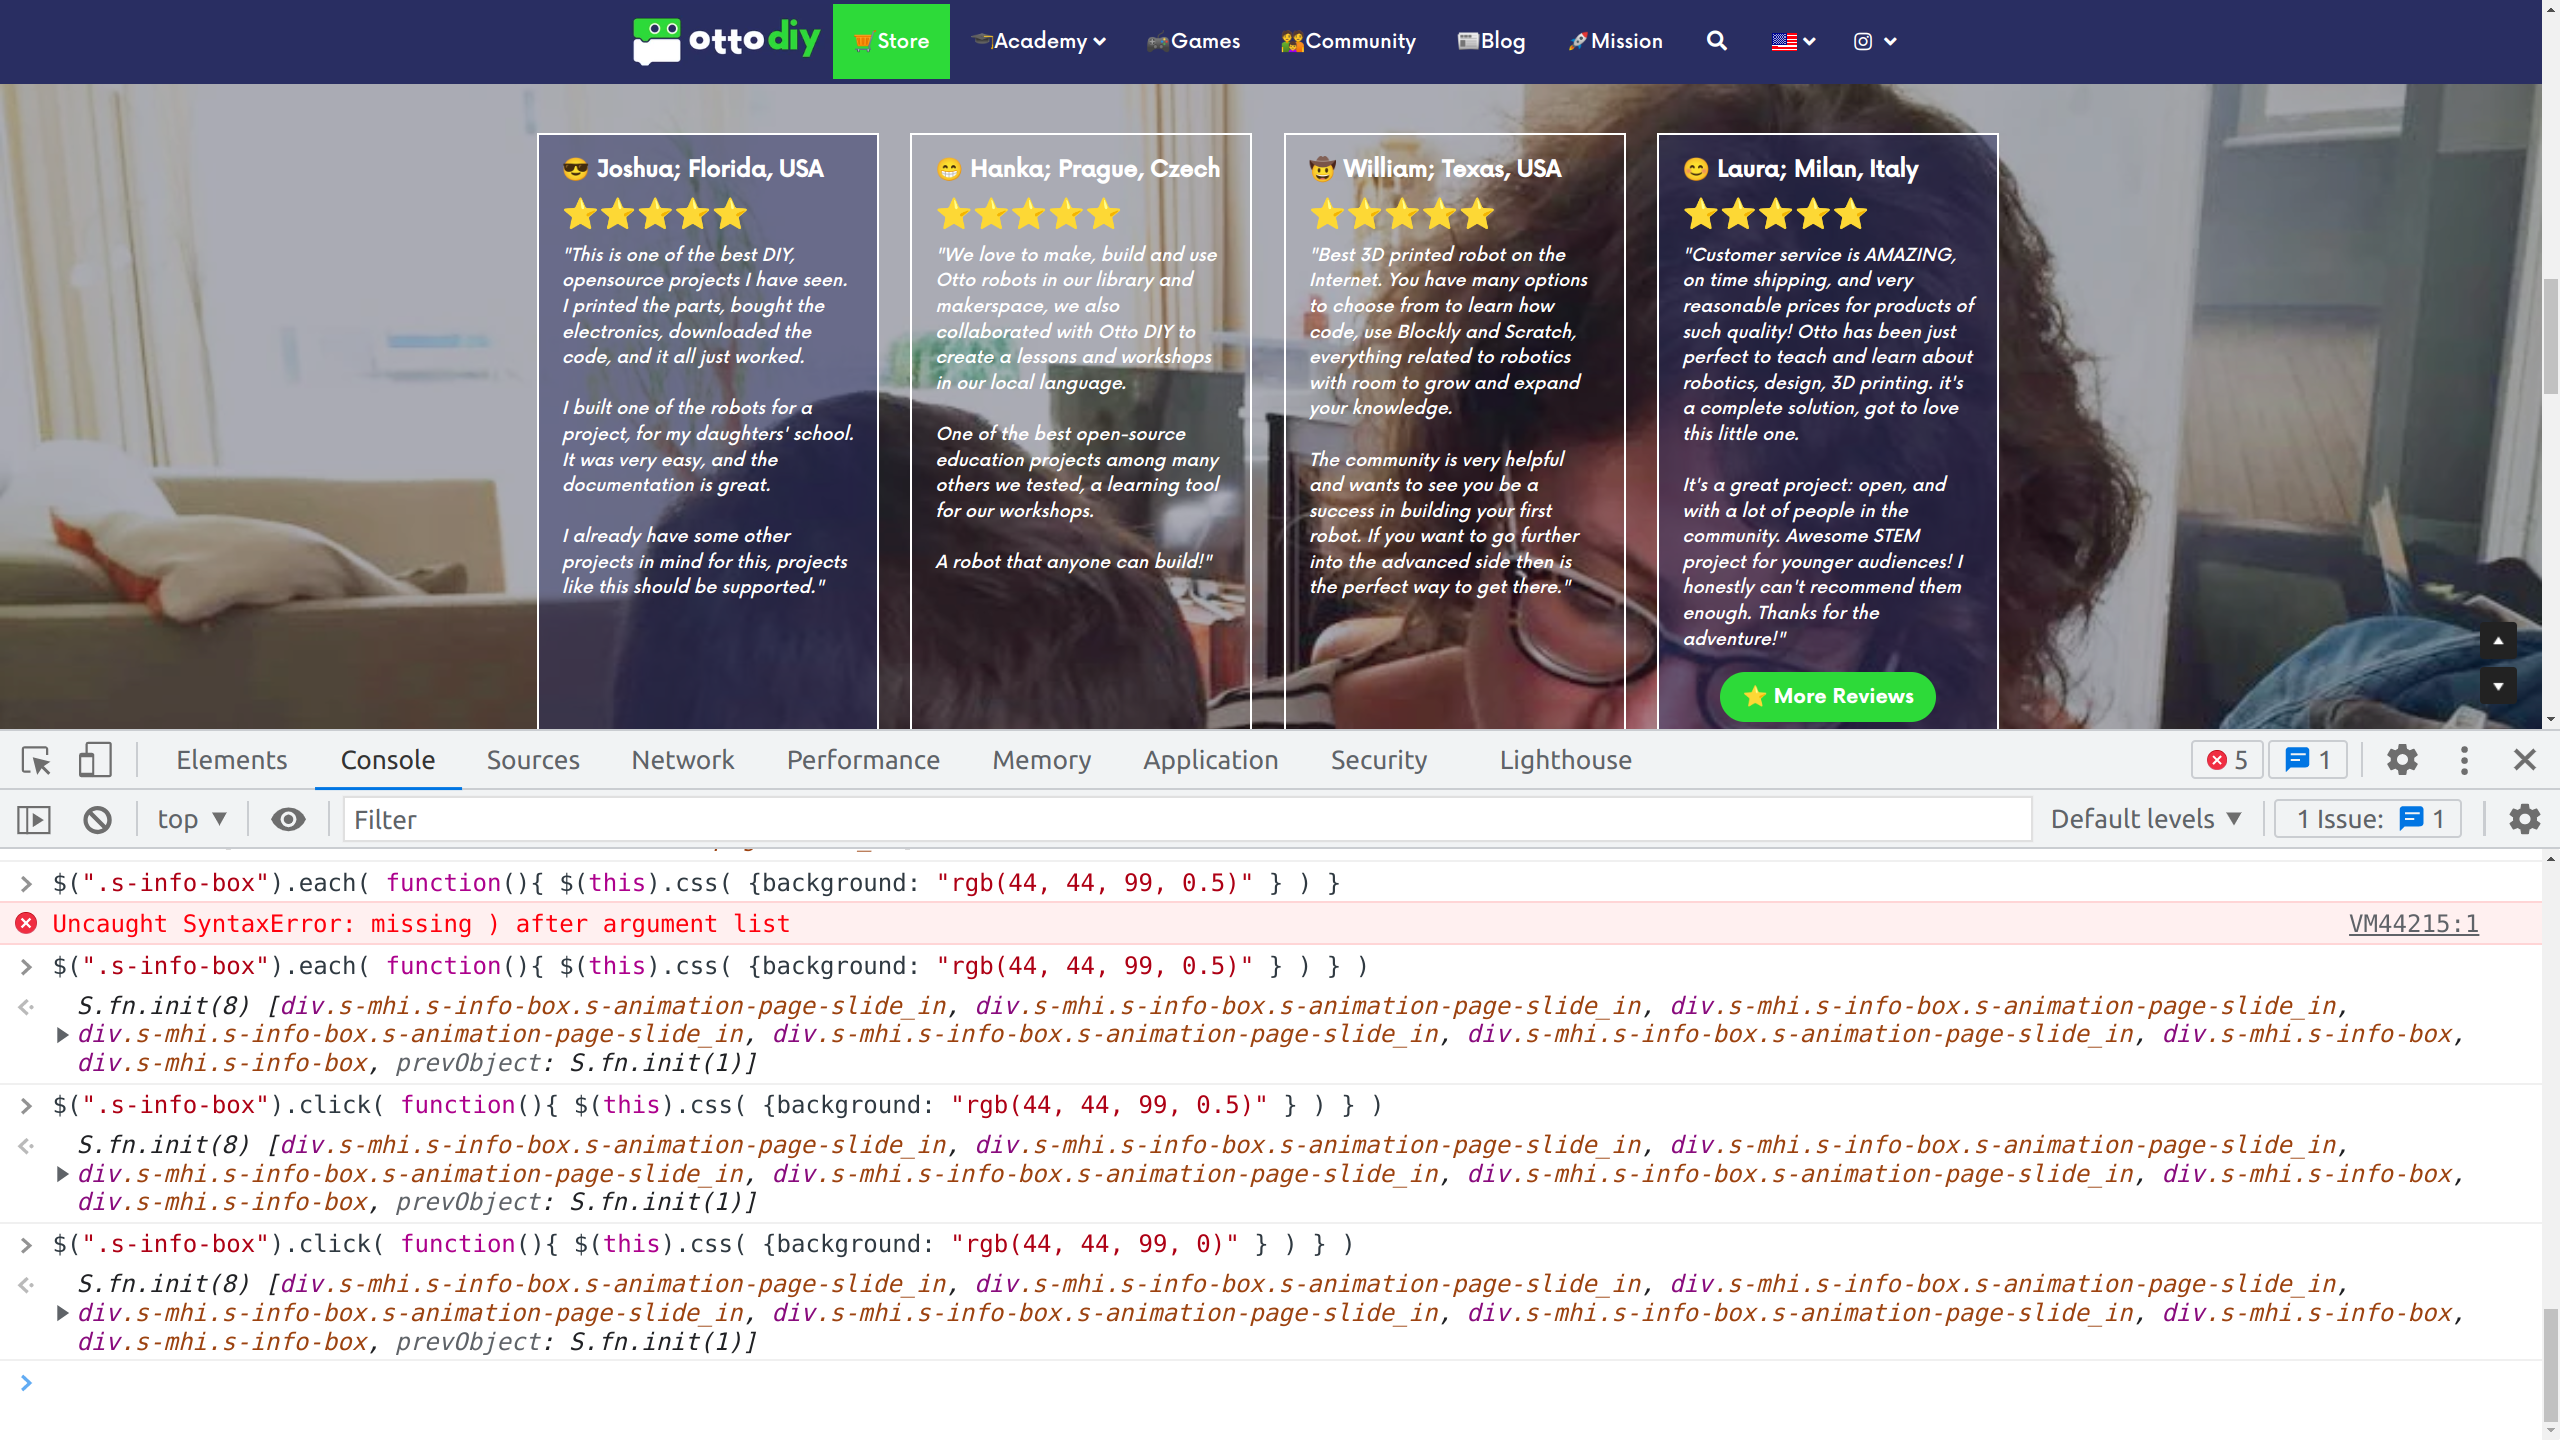 ottodiy
Store
Academy
Games
Community
Blog
Mission
Joshua; Florida, USA
"This is one of the best DIY,
opensource projects I have seen.
I printed the parts, bought the
electronics, downloaded the
code, and it all just worked.
I built one of the robots for a
project, for my daughters' school.
It was very easy, and the
documentation is great.
I already have some other
projects in mind for this, projects
like this should be supported."
Hanka; Prague, Czech
"We love to make, build and use
Otto robots in our library and
makerspace, we also
collaborated with Otto DIY to
create a lessons and workshops
in our local language.
One of the best open-source
education projects among many
others we tested, a learning tool
for our workshops.
A robot that anyone can build!"
William; Texas, USA
"Best 3D printed robot on the
Internet. You have many options
to choose from to learn how
code, use Blockly and Scratch,
everything related to robotics
with room to grow and expand
your knowledge.
The community is very helpful
and wants to see you be a
success in building your first
robot. If you want to go further
into the advanced side then is
the perfect way to get there."
Laura; Milan, Italy
"Customer service is AMAZING,
on time shipping, and very
reasonable prices for products of
such quality! Otto has been just
perfect to teach and learn about
robotics, design, 3D printing. it's
a complete solution, got to love
this little one.
It's a great project: open, and
with a lot of people in the
community. Awesome STEM
project for younger audiences! I
honestly can't recommend them
enough. Thanks for the
adventure!"
More Reviews
Elements
Console
Sources
Network
Performance
Memory
Application
Security
Lighthouse
5
1
top
Filter
Default levels
1 Issue: 1
$(".s-info-box").each( function(){ $(this).css( {background: "rgb(44, 44, 99, 0.5)" } ) }
Uncaught SyntaxError: missing ) after argument list
VM44215:1
$(".s-info-box").each( function(){ $(this).css( {background: "rgb(44, 44, 99, 0.5)" } ) } )
S.fn.init(8) [div.s-mhi.s-info-box.s-animation-page-slide_in, div.s-mhi.s-info-box.s-animation-page-slide_in, div.s-mhi.s-info-box.s-animation-page-slide_in,
div.s-mhi.s-info-box.s-animation-page-slide_in, div.s-mhi.s-info-box.s-animation-page-slide_in, div.s-mhi.s-info-box.s-animation-page-slide_in, div.s-mhi.s-info-box,
div.s-mhi.s-info-box, prevObject: S.fn.init(1)]
$(".s-info-box").click( function(){ $(this).css( {background: "rgb(44, 44, 99, 0.5)" } ) } )
S.fn.init(8) [div.s-mhi.s-info-box.s-animation-page-slide_in, div.s-mhi.s-info-box.s-animation-page-slide_in, div.s-mhi.s-info-box.s-animation-page-slide_in,
div.s-mhi.s-info-box.s-animation-page-slide_in, div.s-mhi.s-info-box.s-animation-page-slide_in, div.s-mhi.s-info-box.s-animation-page-slide_in, div.s-mhi.s-info-box,
div.s-mhi.s-info-box, prevObject: S.fn.init(1)]
$(".s-info-box").click( function(){ $(this).css( {background: "rgb(44, 44, 99, 0)" } ) } )
S.fn.init(8) [div.s-mhi.s-info-box.s-animation-page-slide_in, div.s-mhi.s-info-box.s-animation-page-slide_in, div.s-mhi.s-info-box.s-animation-page-slide_in,
div.s-mhi.s-info-box.s-animation-page-slide_in, div.s-mhi.s-info-box.s-animation-page-slide_in, div.s-mhi.s-info-box.s-animation-page-slide_in, div.s-mhi.s-info-box,
div.s-mhi.s-info-box, prevObject: S.fn.init(1)]